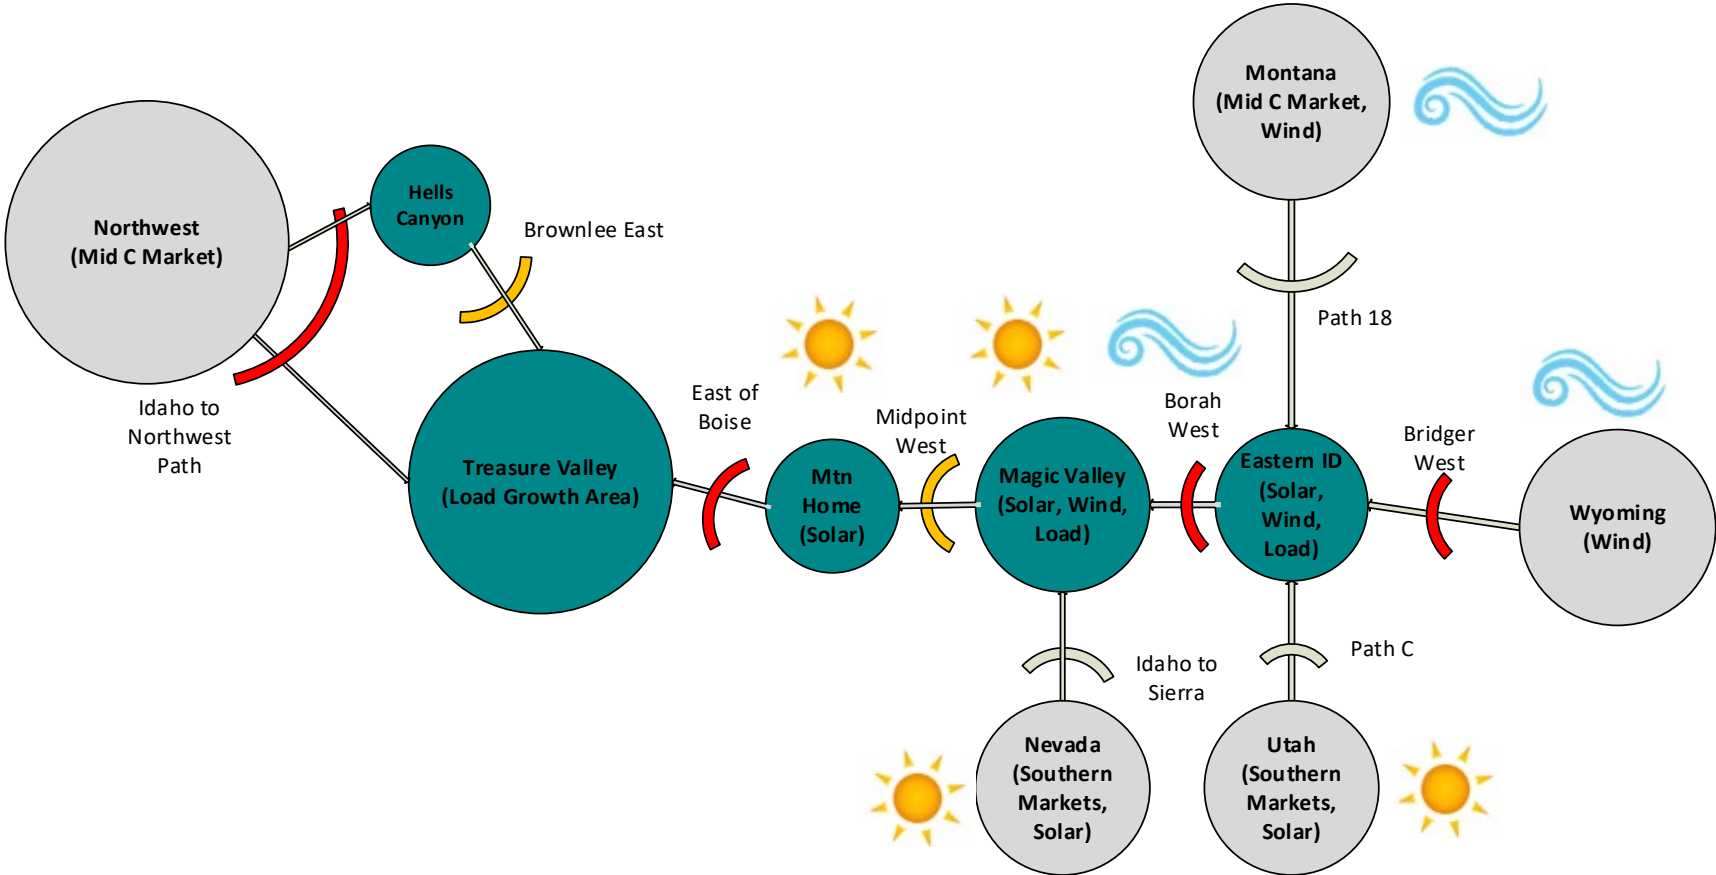 Montana
(Mid C Market,
Wind)
Hells
Canyon
Northwest
(Mid C Market)
Brownlee East
Path 18
Idaho to
Northwest
Path
East of
Boise
Midpoint
West
Borah
West
Bridger
West
Treasure Valley
(Load Growth Area)
Mtn
Home
(Solar)
Magic Valley
(Solar, Wind,
Load)
Eastern ID
(Solar,
Wind,
Load)
Wyoming
(Wind)
Idaho to
Sierra
Path C
Nevada
(Southern
Markets,
Solar)
Utah
(Southern
Markets,
Solar)